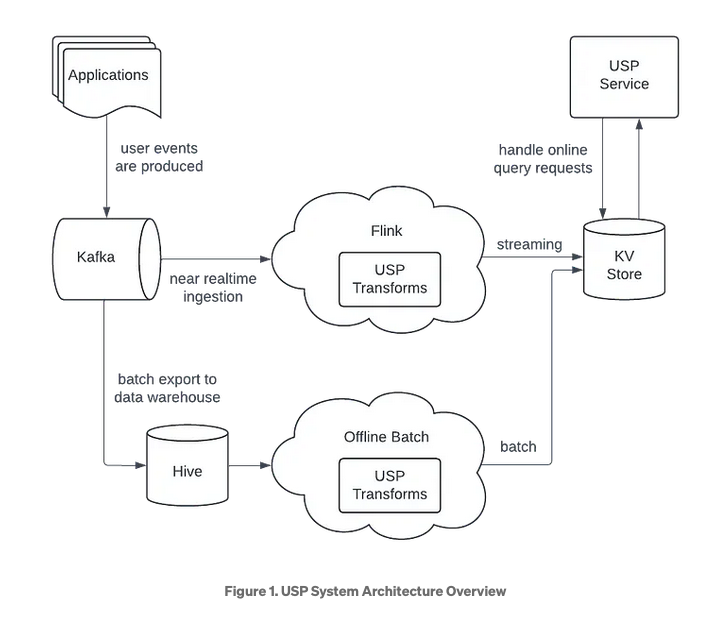 Applications
USP
Service
user events
are produced
handle online
query requests
Kafka
near realtime
ingestion
Flink
USP
Transforms
streaming
KV
Store
batch export to
data warehouse
Hive
Offline Batch
USP
Transforms
batch
Figure 1. USP System Architecture Overview